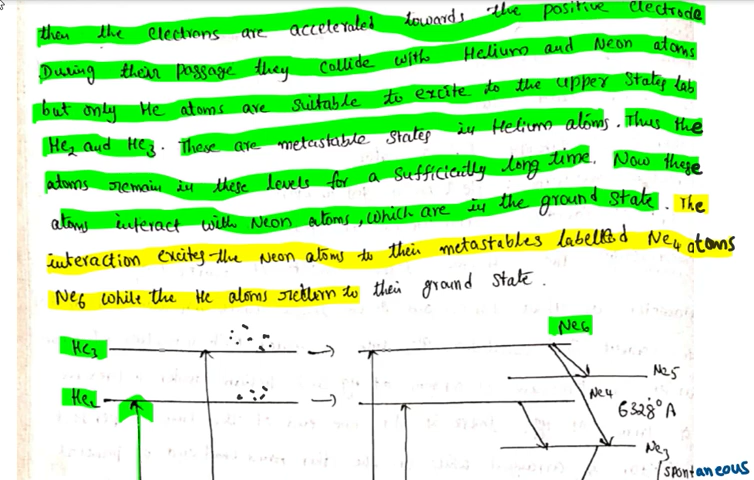 then the electrons are accelerated towards the positive electrode
During their passage they collide with Helium and Neon atoms
but only He atoms are suitable to excite to the upper states lab
He2 and He3. These are metastable states in Helium atoms. Thus the
atoms remain in these levels for a sufficiently long time. Now these
atoms interact with Neon atoms, which are in the ground state. The
interaction excites the Neon atoms to their metastables labelled Ne4 atoms
Ne6 while the He atoms return to their ground state.
Ne6
He3
Ne5
He2
Ne4
6328°A
Ne3
spontaneous